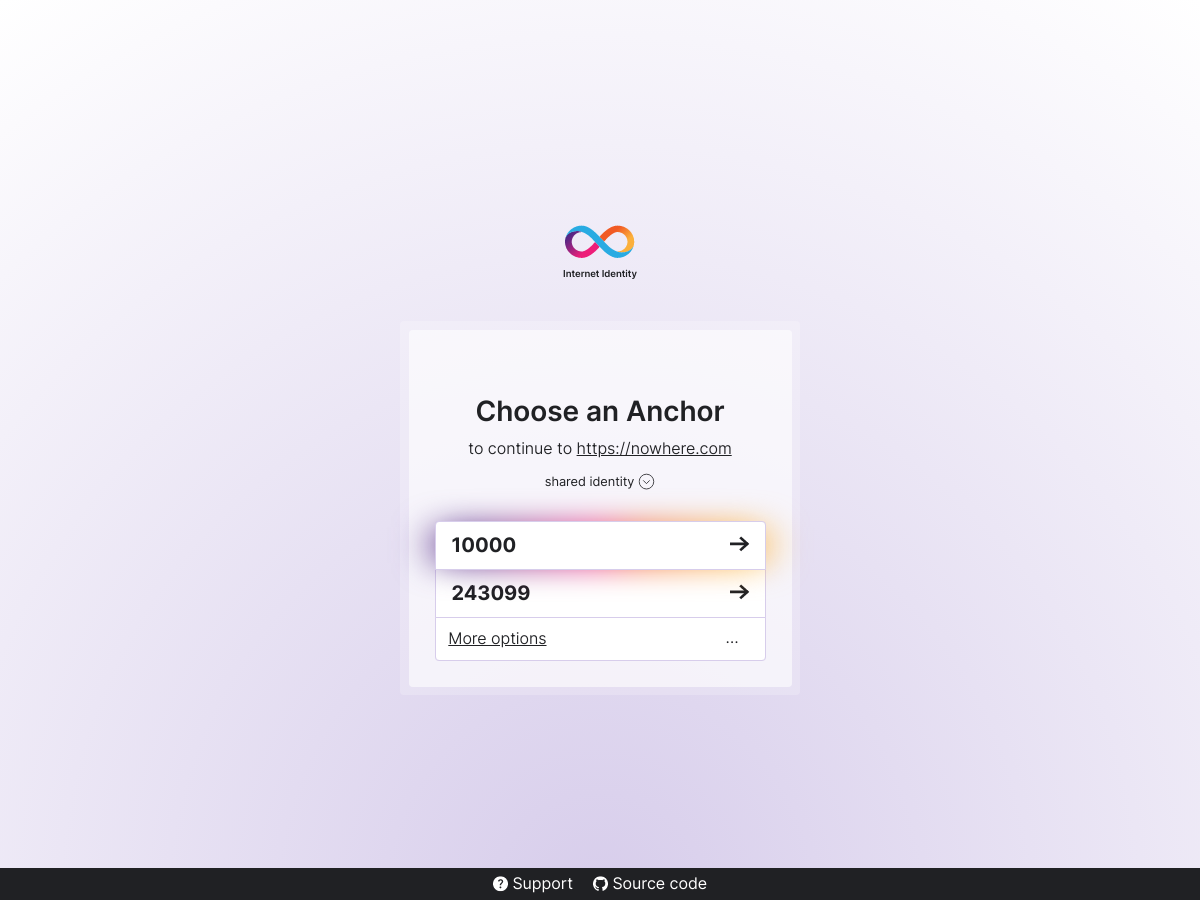 Internet Identity
Choose an Anchor
to continue to https://nowhere.com
shared identity
10000
243099
More options ...
Support Source code